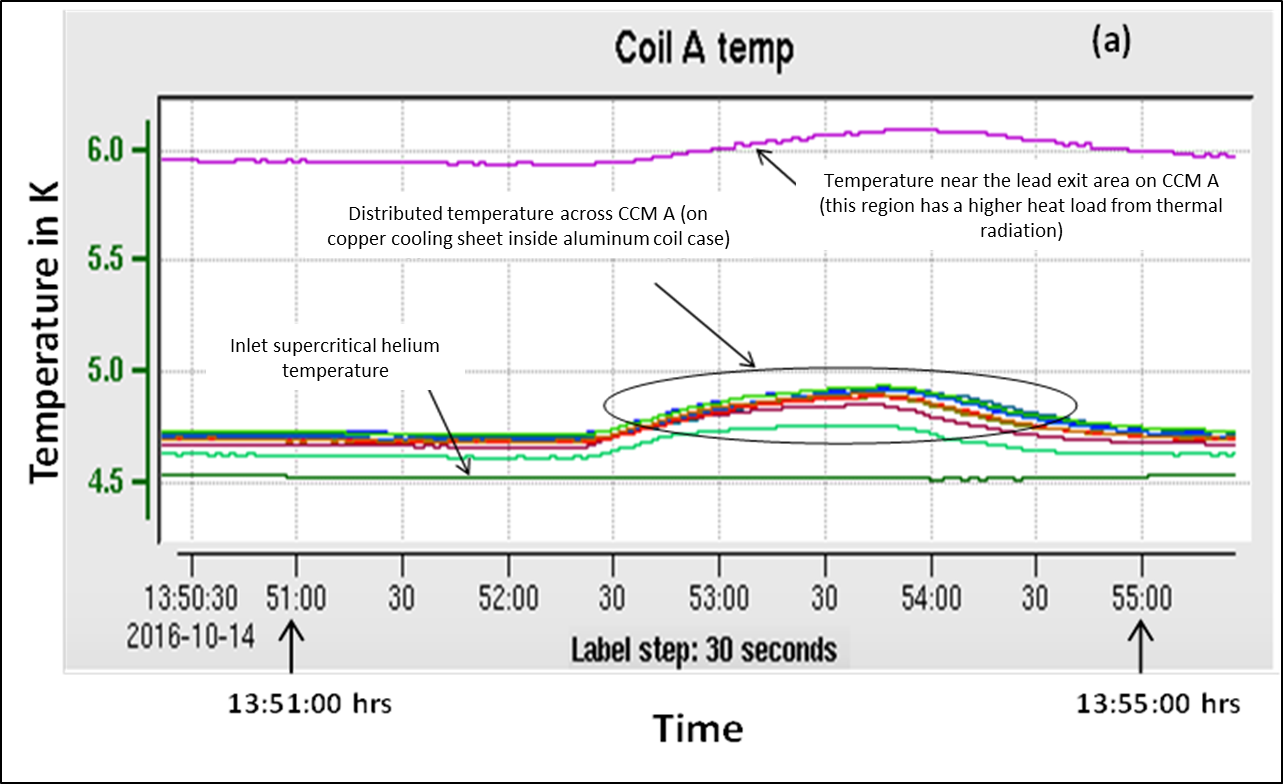 Coil A temp
(a)
6.0
5.5
5.0
4.5
Temperature in K
Temperature near the lead exit area on CCM A
(this region has a higher heat load from thermal
radiation)
Distributed temperature across CCM A (on
copper cooling sheet inside aluminum coil case)
Inlet supercritical helium
temperature
13:50:30 51:00 30 52:00 30 53:00 30 54:00 30 55:00
2016-10-14
Label step: 30 seconds
13:51:00 hrs
13:55:00 hrs
Time